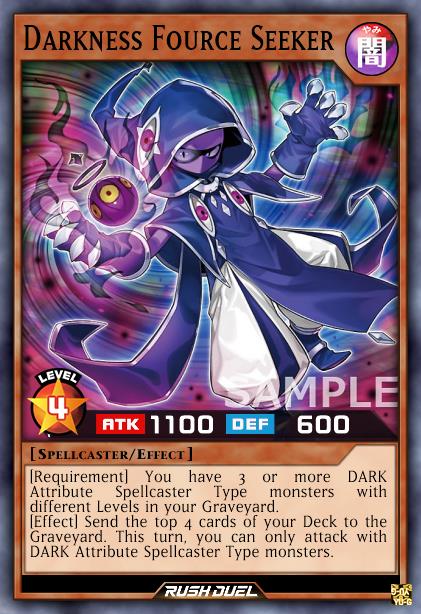 Darkness Fource Seeker
やみ
闇
SAMPLE
LEVEL
4
ATK 1100 DEF 600
[Spellcaster/Effect]
[Requirement] You have 3 or more DARK
Attribute Spellcaster Type monsters with
different Levels in your Graveyard.
[Effect] Send the top 4 cards of your Deck to the
Graveyard. This turn, you can only attack with
DARK Attribute Spellcaster Type monsters.
RUSH DUEL